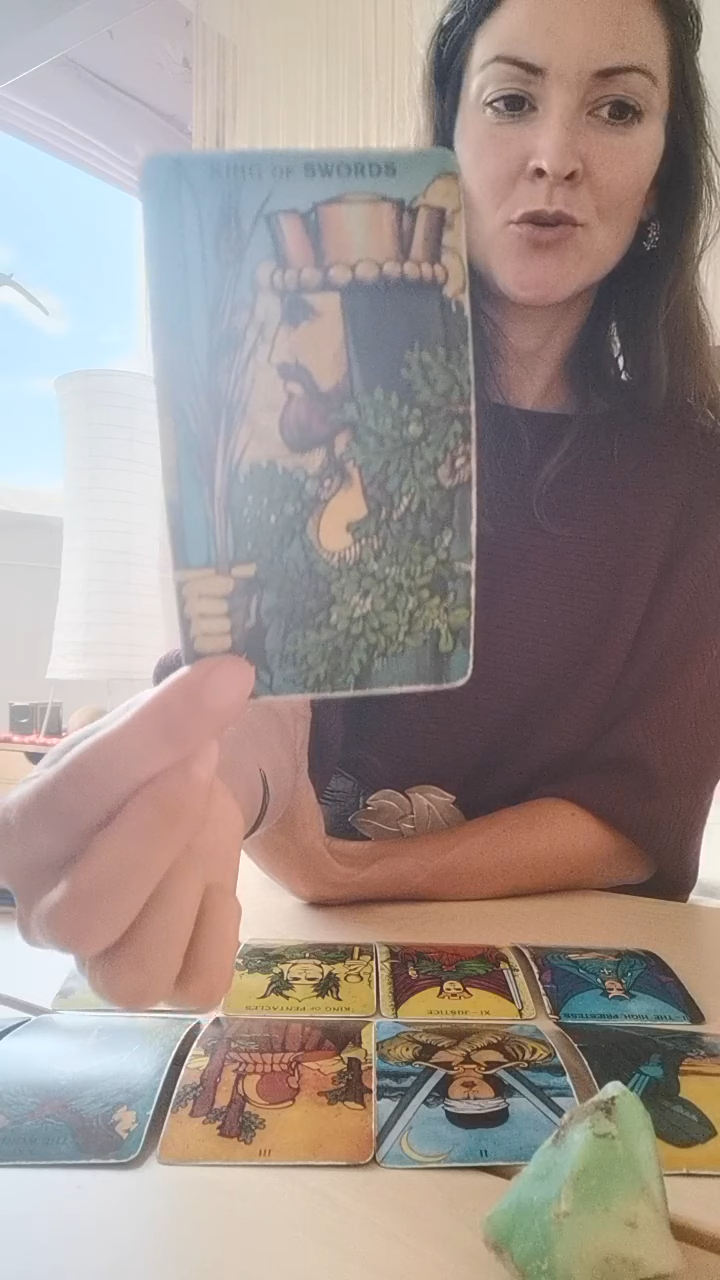 KING OF SWORDS
KING OF PENTACLES
XI-JUSTICE
I-THE HIGH PRIESTESS
III
II